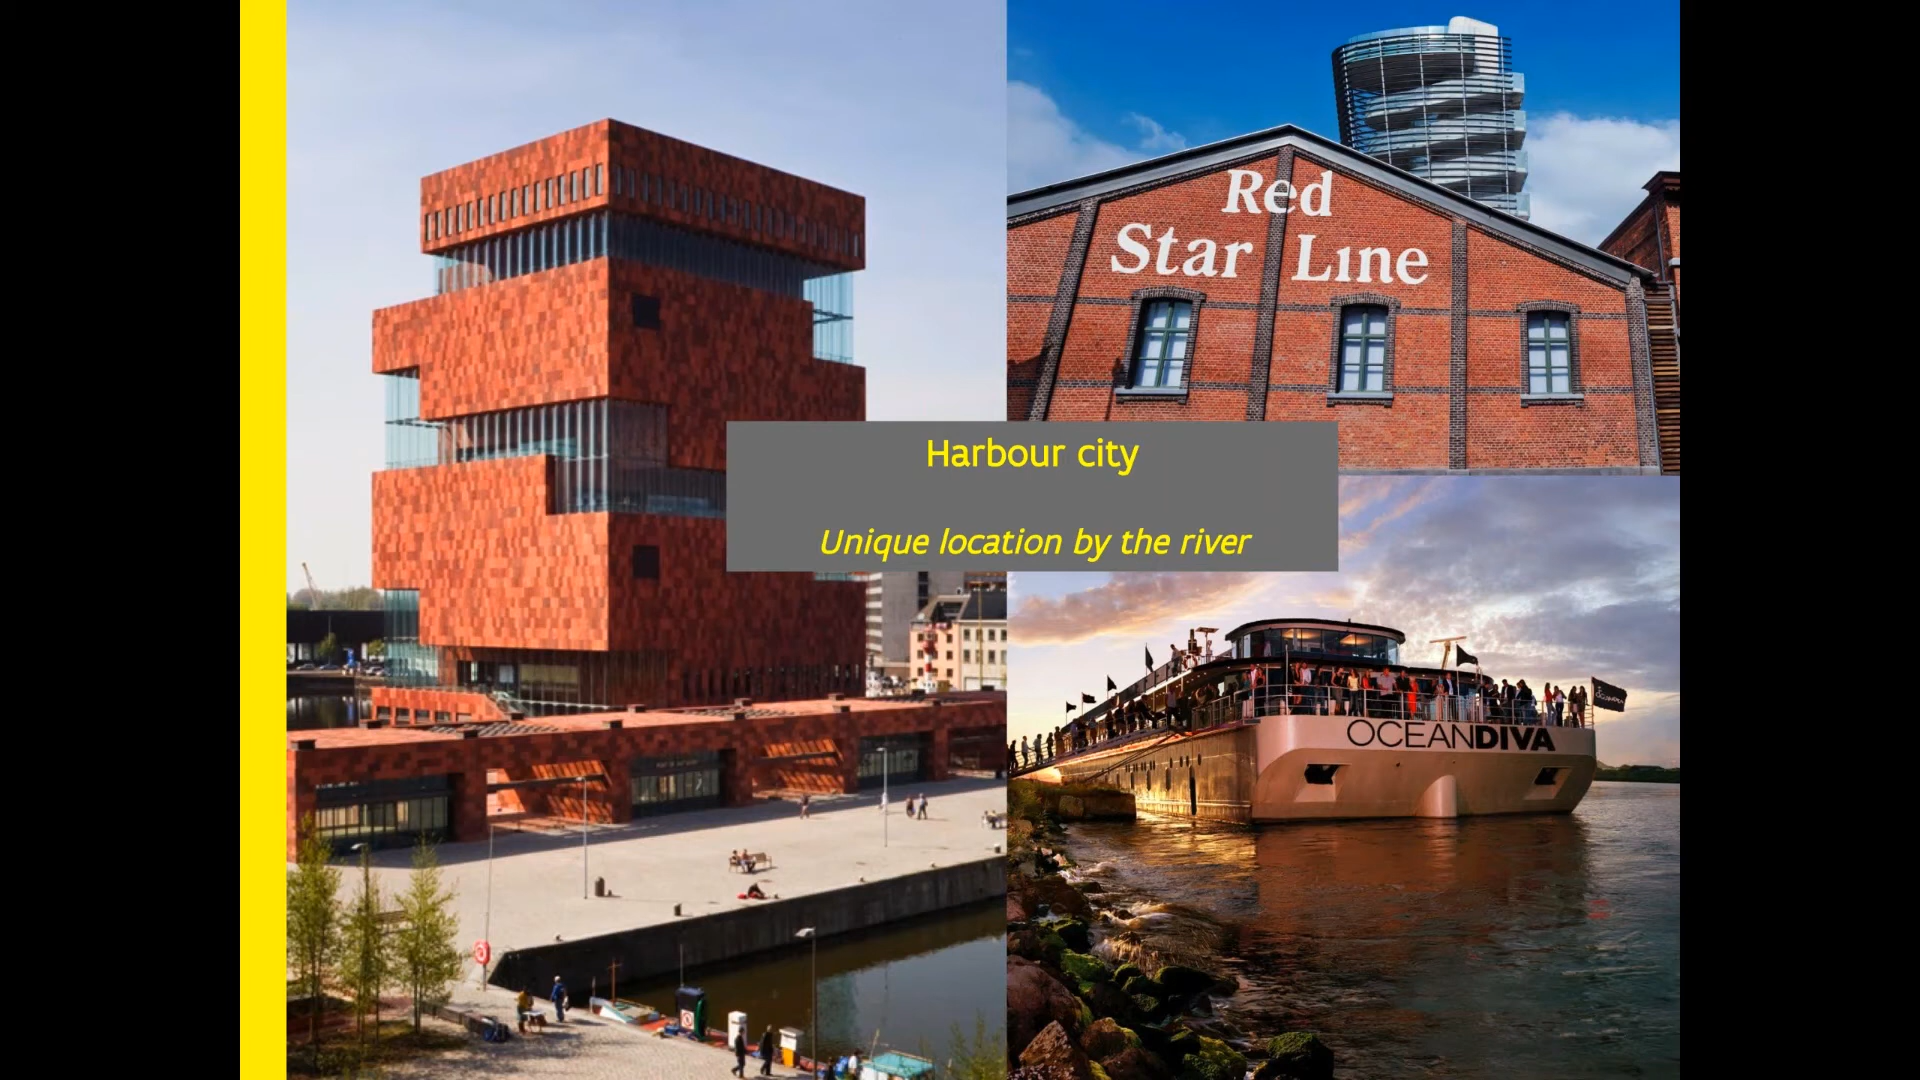 Red
Star Line
Harbour city
Unique location by the river
OCEANDIVA